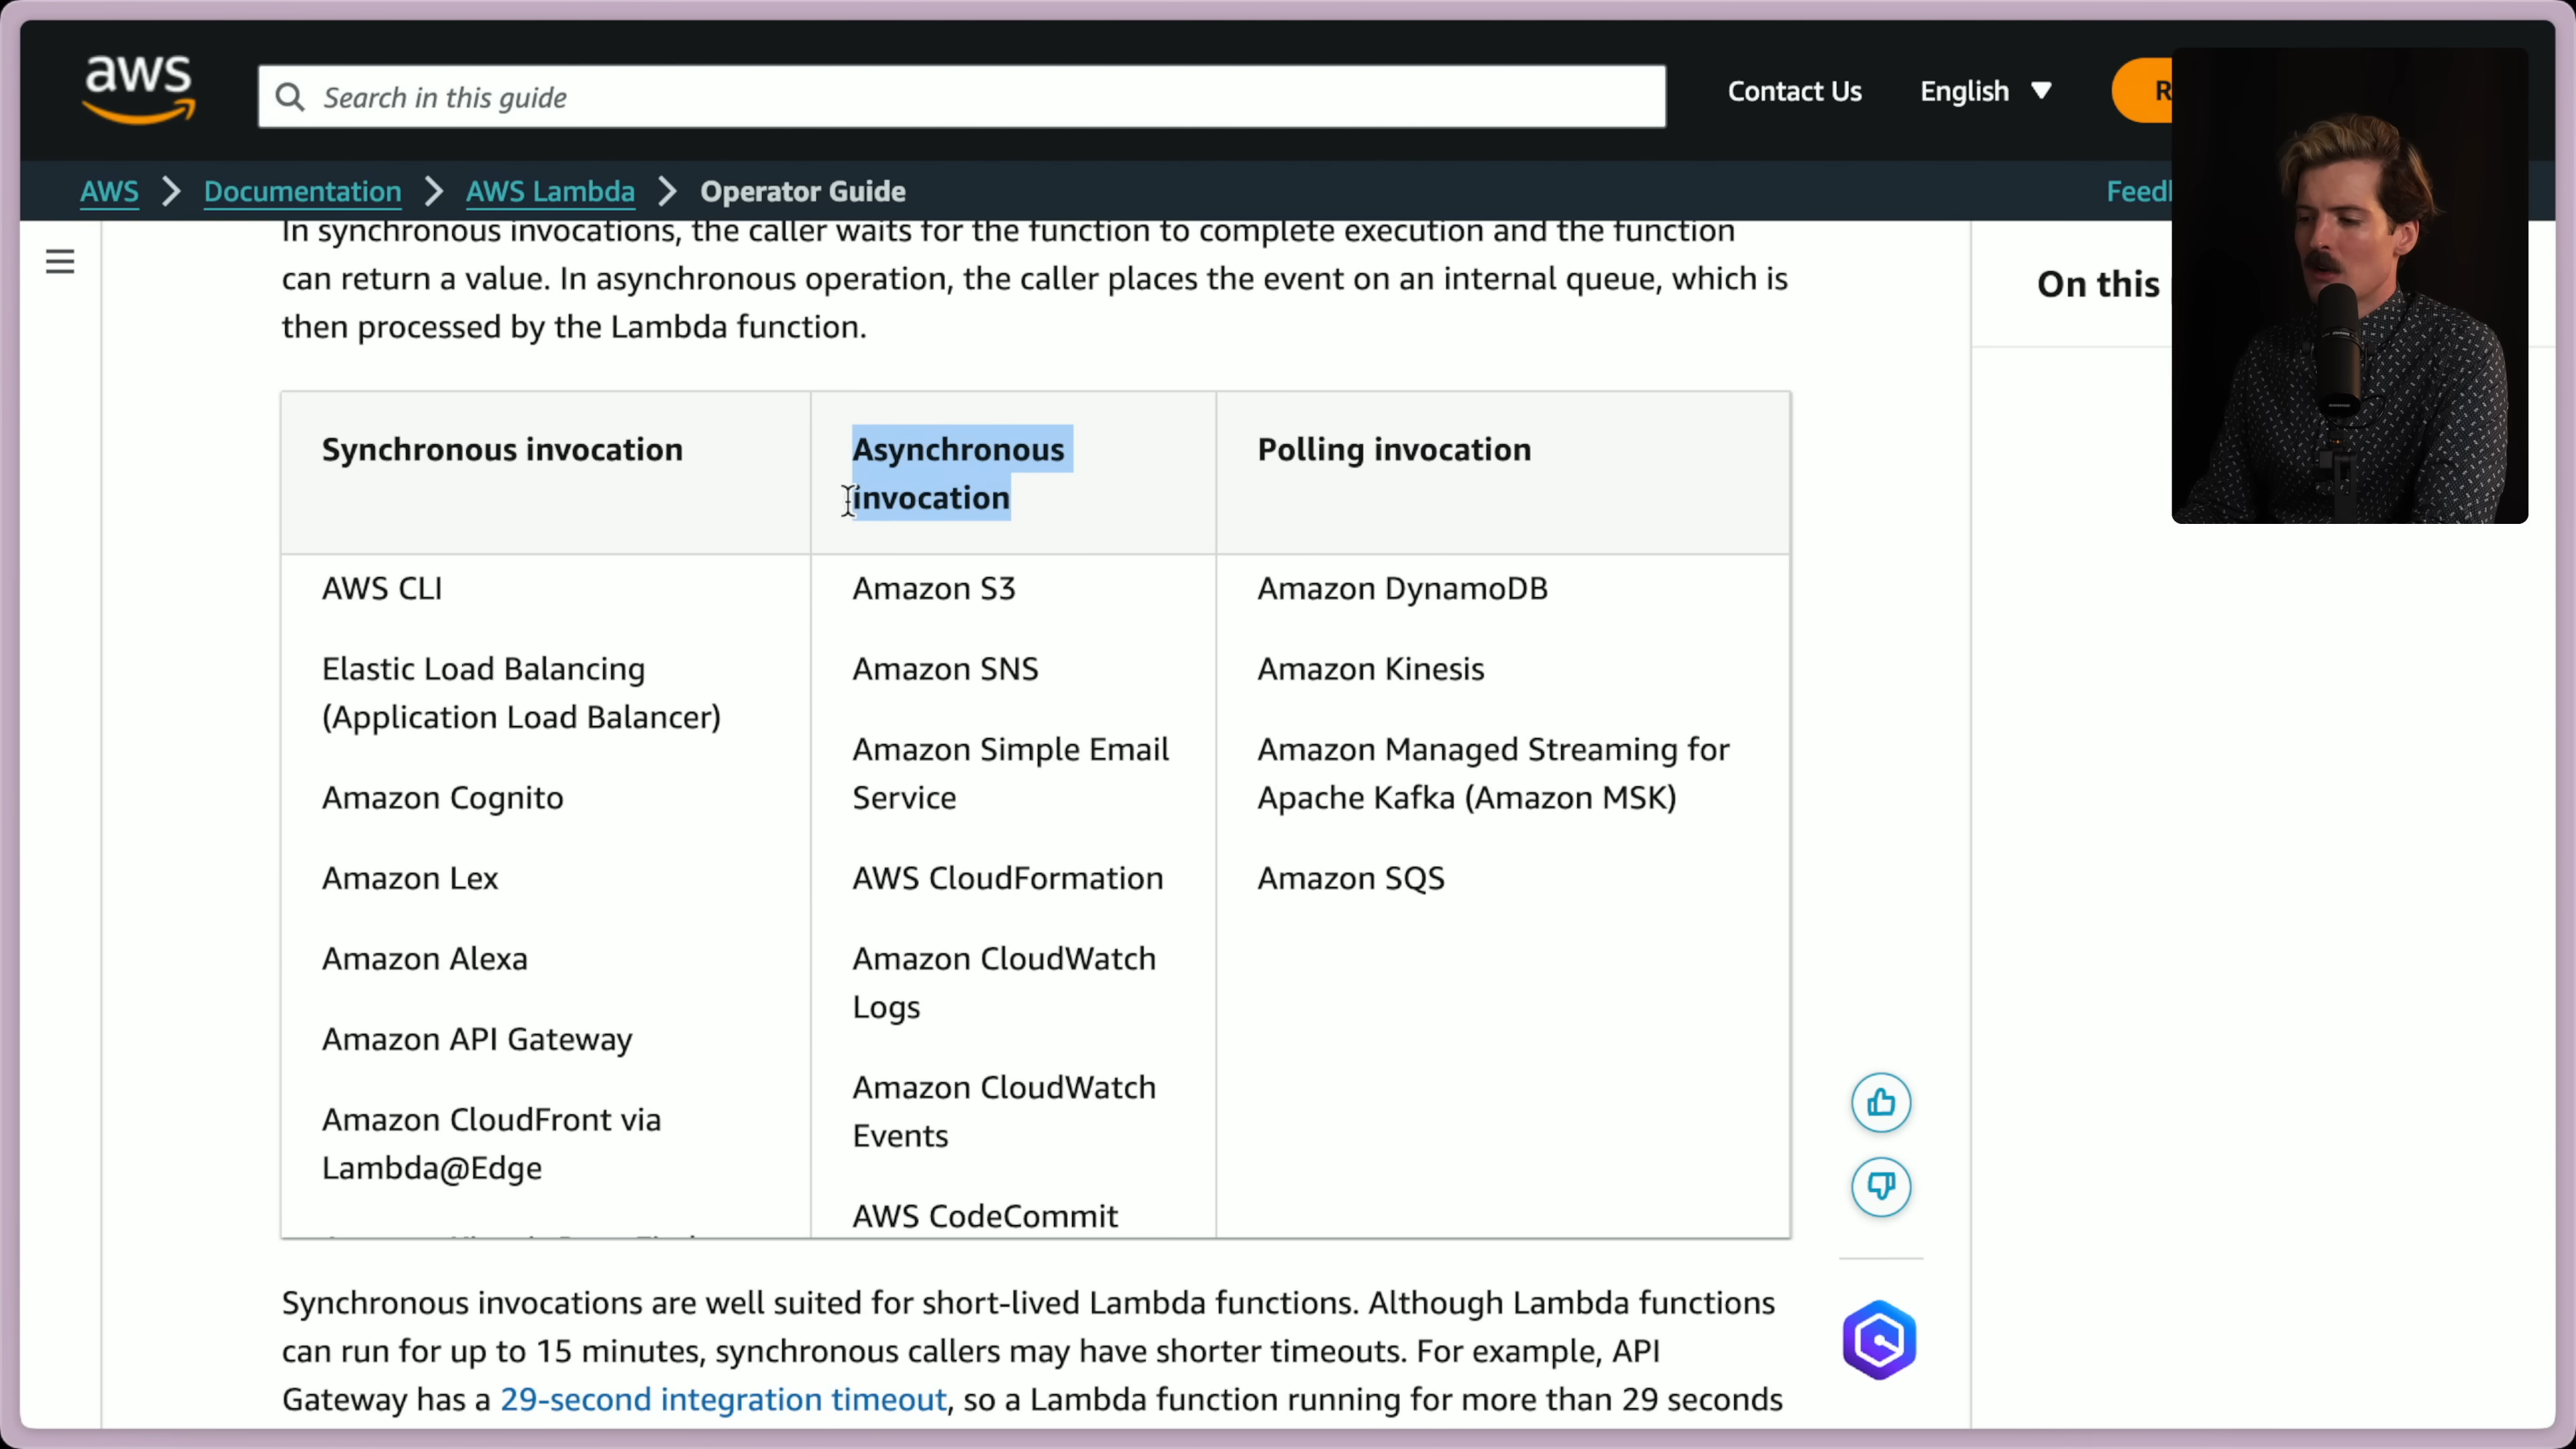 aws
Search in this guide
Contact Us
English
R
AWS
Documentation
AWS Lambda
Operator Guide
In synchronous invocations, the caller waits for the function to complete execution and the function
can return a value. In asynchronous operation, the caller places the event on an internal queue, which is
then processed by the Lambda function.
On this
Synchronous invocation
Asynchronous
invocation
Polling invocation
AWS CLI
Elastic Load Balancing
(Application Load Balancer)
Amazon Cognito
Amazon Lex
Amazon Alexa
Amazon API Gateway
Amazon CloudFront via
Lambda@Edge
Amazon S3
Amazon SNS
Amazon Simple Email
Service
AWS CloudFormation
Amazon CloudWatch
Logs
Amazon CloudWatch
Events
AWS CodeCommit
Amazon DynamoDB
Amazon Kinesis
Amazon Managed Streaming for
Apache Kafka (Amazon MSK)
Amazon SQS
Synchronous invocations are well suited for short-lived Lambda functions. Although Lambda functions
can run for up to 15 minutes, synchronous callers may have shorter timeouts. For example, API
Gateway has a 29-second integration timeout, so a Lambda function running for more than 29 seconds